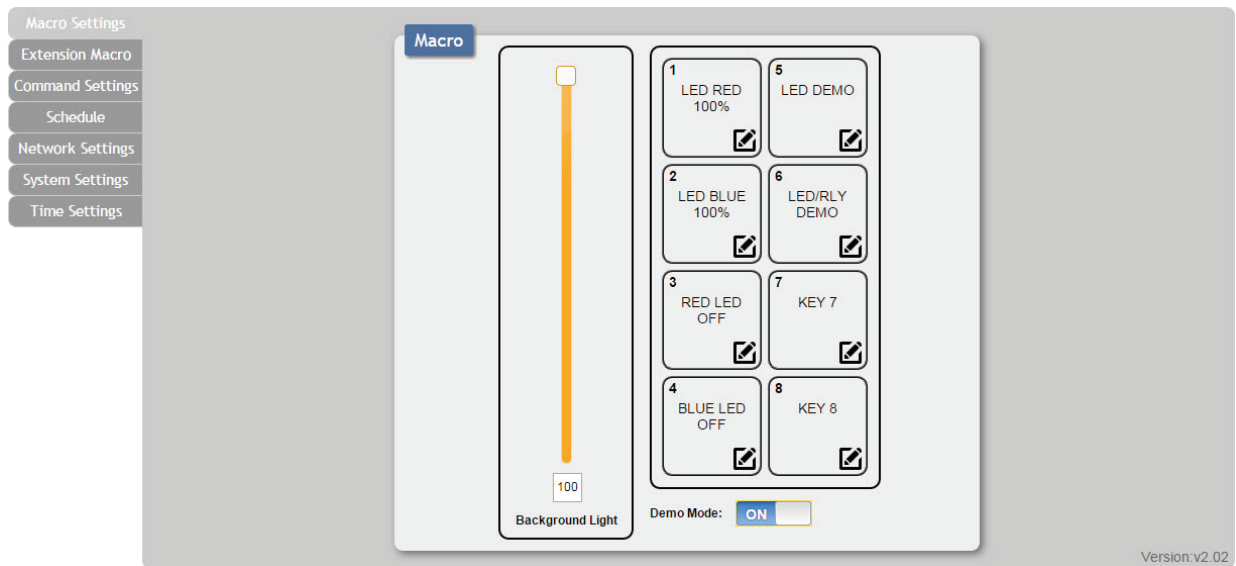 Macro Settings
Extension Macro
Command Settings
Schedule
Network Settings
System Settings
Time Settings
Macro
100
Background Light
1
LED RED
100%
5
LED DEMO
2
LED BLUE
100%
6
LED/RLY
DEMO
3
RED LED
OFF
7
KEY 7
4
BLUE LED
OFF
8
KEY 8
Demo Mode: ON
Version:v2.02